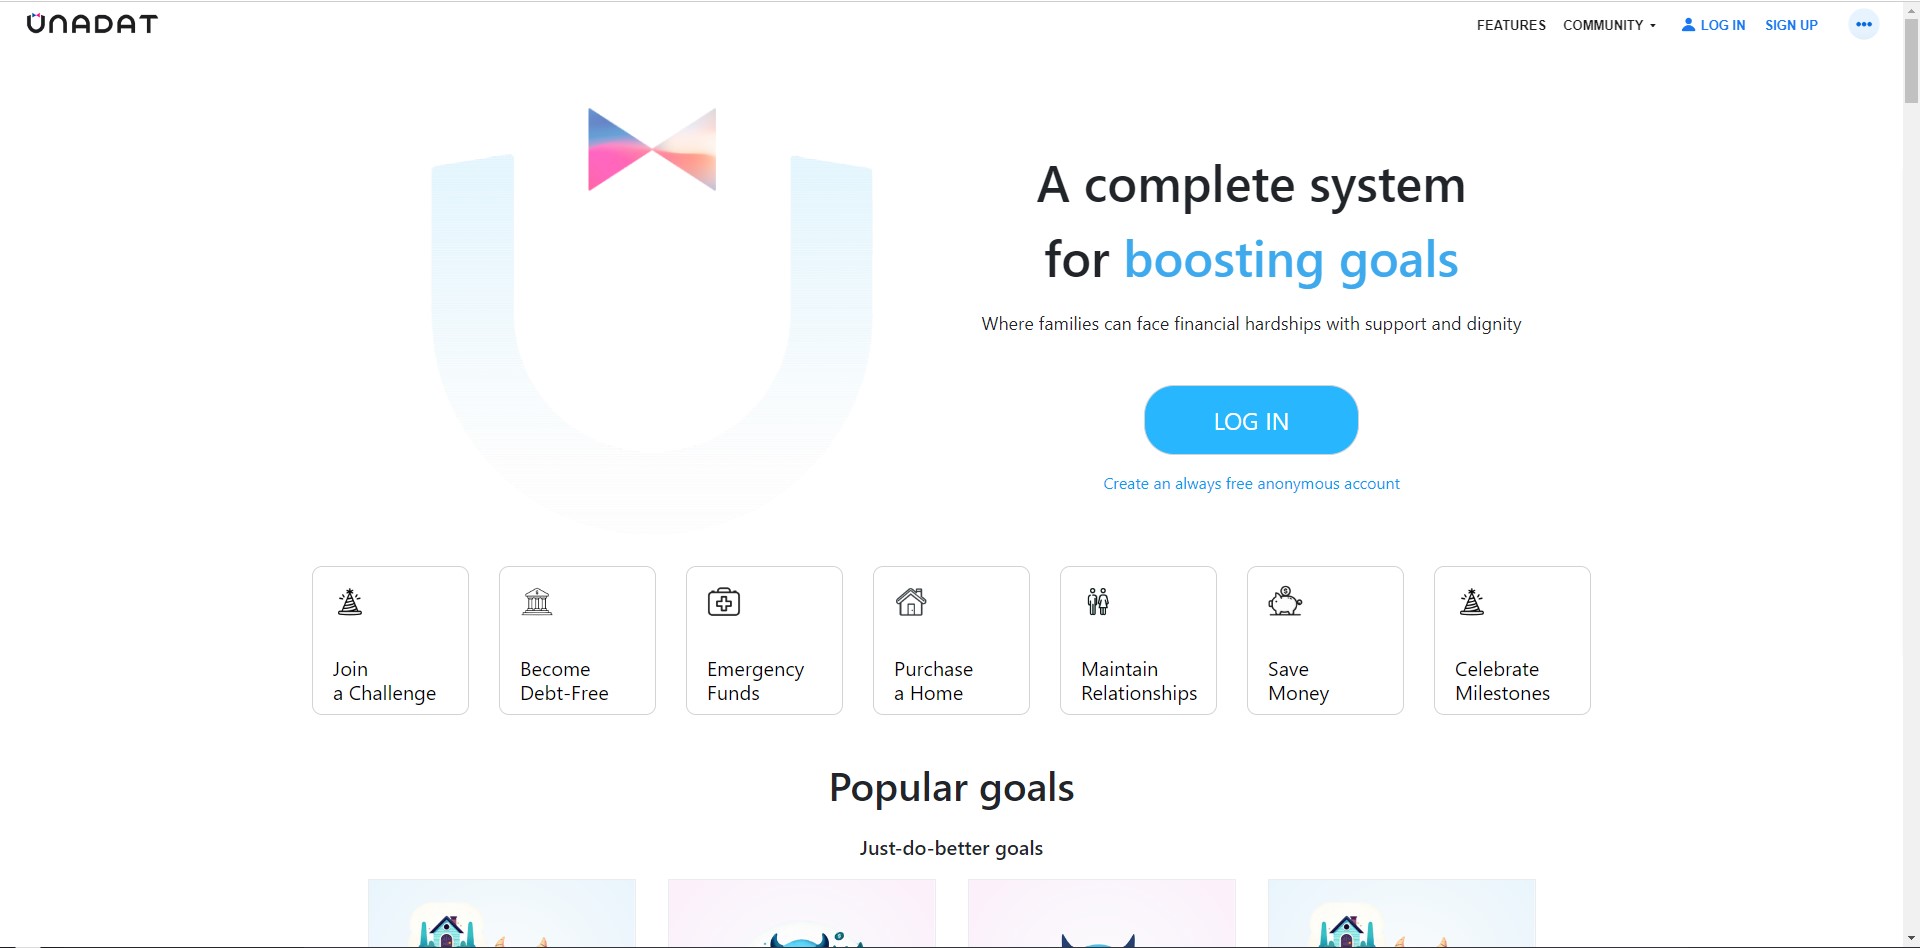 UNADAT
FEATURES COMMUNITY LOG IN SIGN UP
A complete system
for boosting goals
Where families can face financial hardships with support and dignity
LOG IN
Create an always free anonymous account
Join
a Challenge
Become
Debt-Free
Emergency
Funds
Purchase
a Home
Maintain
Relationships
Save
Money
Celebrate
Milestones
Popular goals
Just-do-better goals